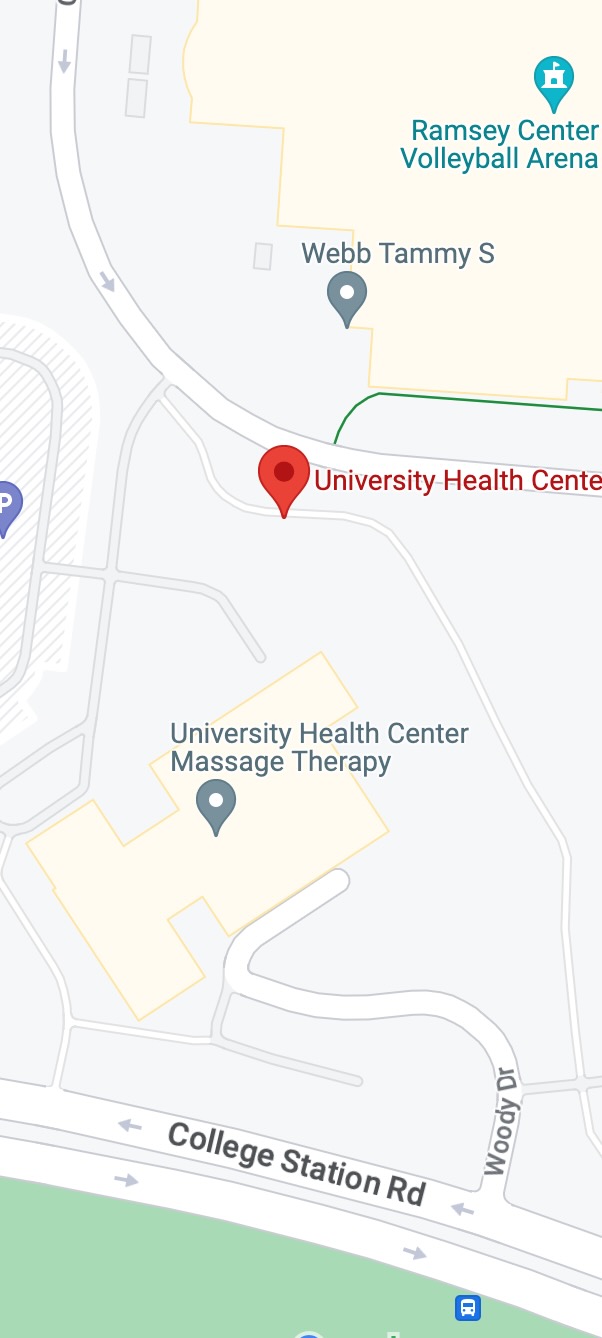 Ramsey Center
Volleyball Arena
Webb Tammy S
University Health Cente
P
University Health Center
Massage Therapy
Woody Dr
College Station Rd